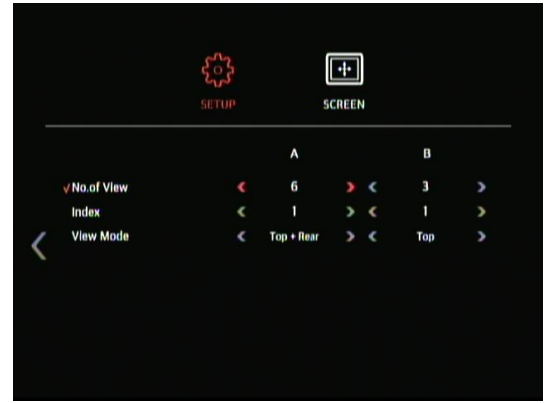 SETUP SCREEN
A B
√No.of View 6 3
Index 1 1
View Mode Top + Rear Top